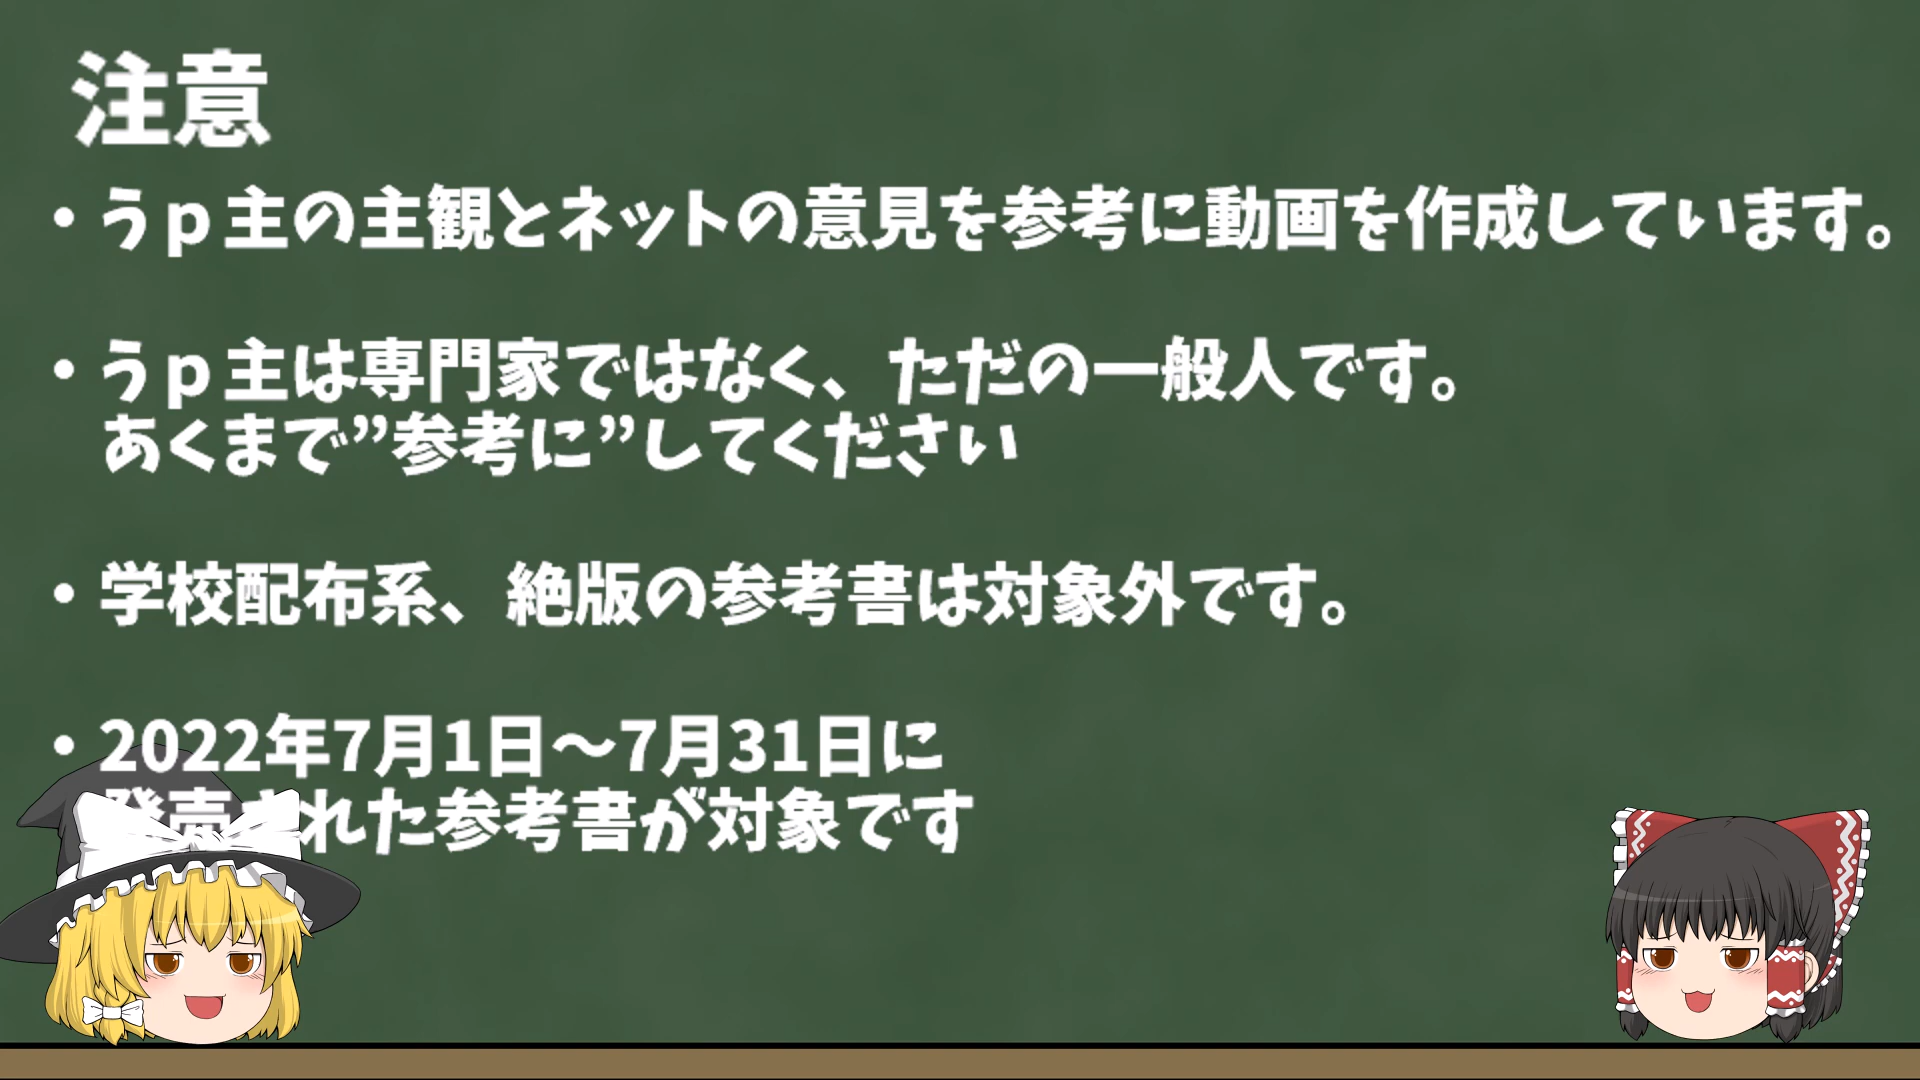 注意
・うp主の主観とネットの意見を参考に動画を作成しています。
・うp主は専門家ではなく、ただの一般人です。
あくまで”参考に”してください
・学校配布系、絶版の参考書は対象外です。
・2022年7月1日～7月31日に
発売された参考書が対象です